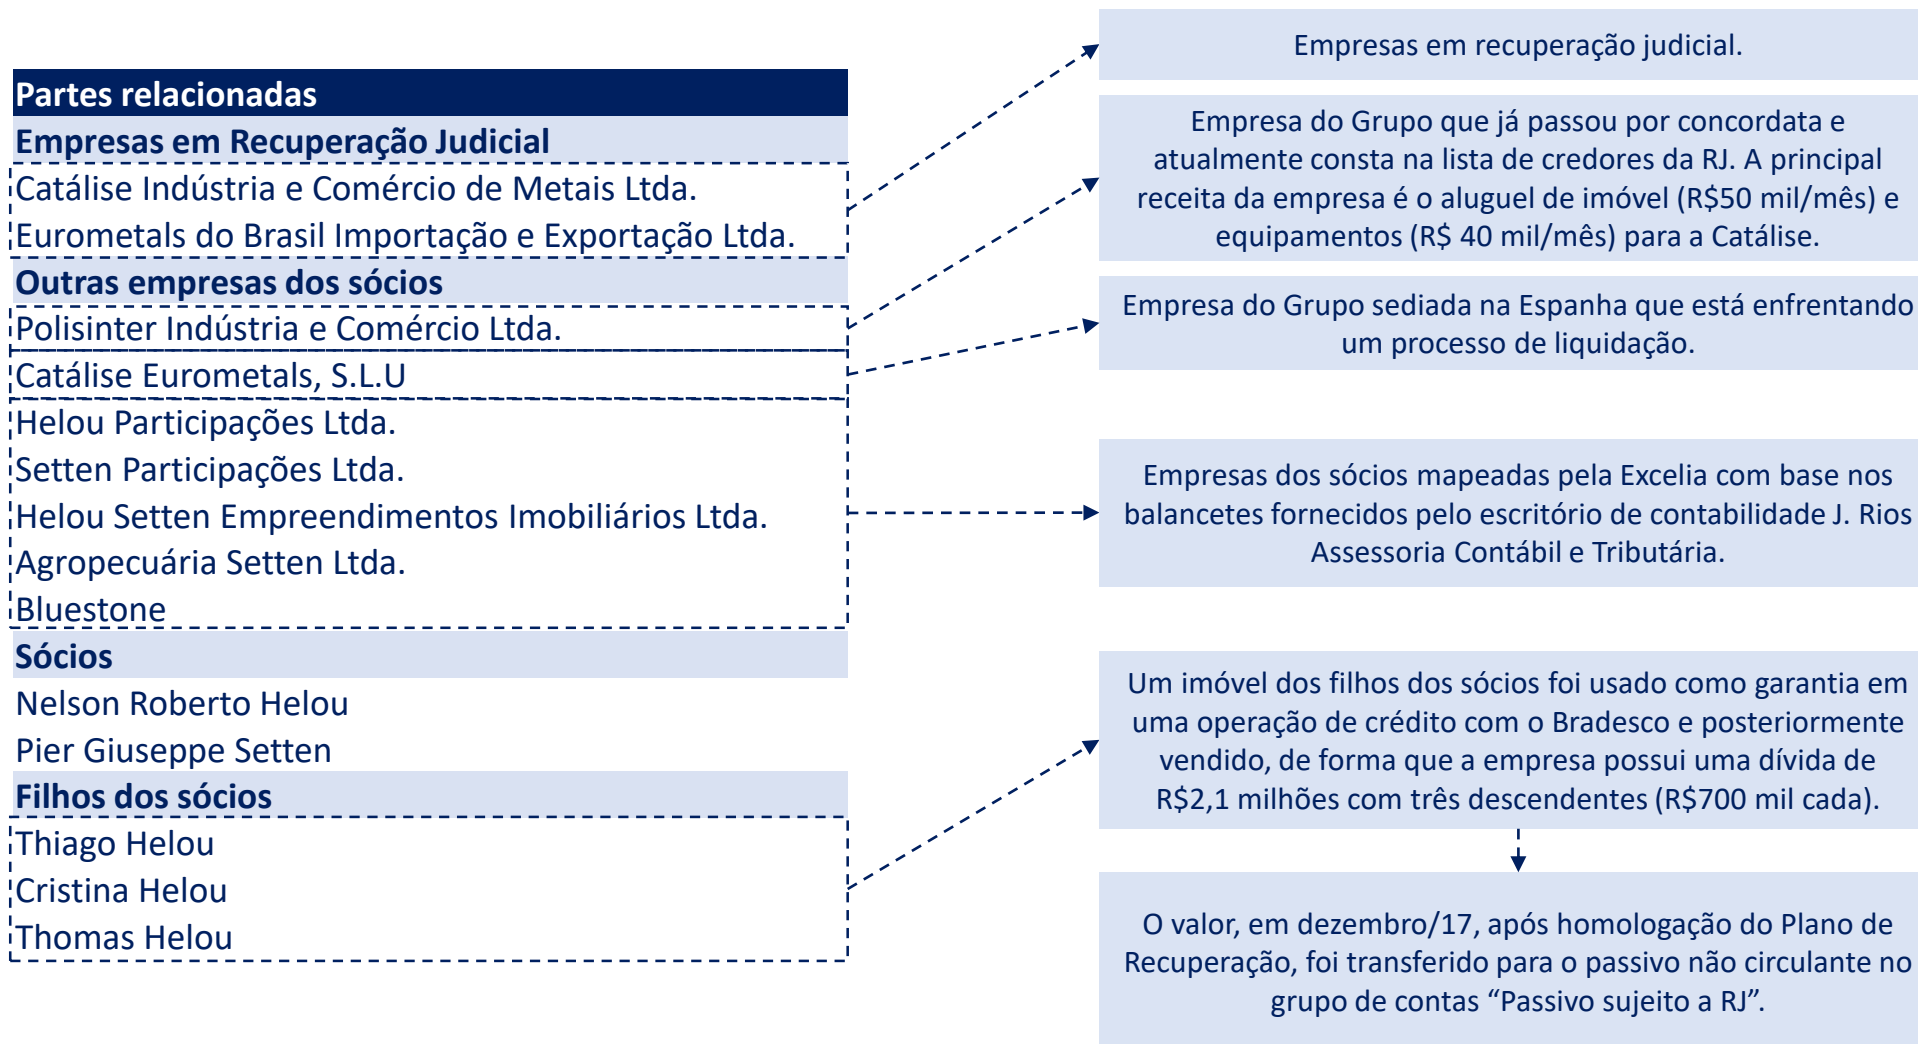 Partes relacionadas
Empresas em Recuperação Judicial
Catálise Indústria e Comércio de Metais Ltda.
Eurometals do Brasil Importação e Exportação Ltda.
Outras empresas dos sócios
Polisinter Indústria e Comércio Ltda.
Catálise Eurometals, S.L.U
Helou Participações Ltda.
Setten Participações Ltda.
Helou Setten Empreendimentos Imobiliários Ltda.
Agropecuária Setten Ltda.
Bluestone
Sócios
Nelson Roberto Helou
Pier Giuseppe Setten
Filhos dos sócios
Thiago Helou
Cristina Helou
Thomas Helou
Empresas em recuperação judicial.
Empresa do Grupo que já passou por concordata e
atualmente consta na lista de credores da RJ. A principal
receita da empresa é o aluguel de imóvel (R$50 mil/mês) e
equipamentos (R$ 40 mil/mês) para a Catálise.
Empresa do Grupo sediada na Espanha que está enfrentando
um processo de liquidação.
Empresas dos sócios mapeadas pela Excelia com base nos
balancetes fornecidos pelo escritório de contabilidade J. Rios
Assessoria Contábil e Tributária.
Um imóvel dos filhos dos sócios foi usado como garantia em
uma operação de crédito com o Bradesco e posteriormente
vendido, de forma que a empresa possui uma dívida de
R$2,1 milhões com três descendentes (R$700 mil cada).
O valor, em dezembro/17, após homologação do Plano de
Recuperação, foi transferido para o passivo não circulante no
grupo de contas “Passivo sujeito a RJ”.